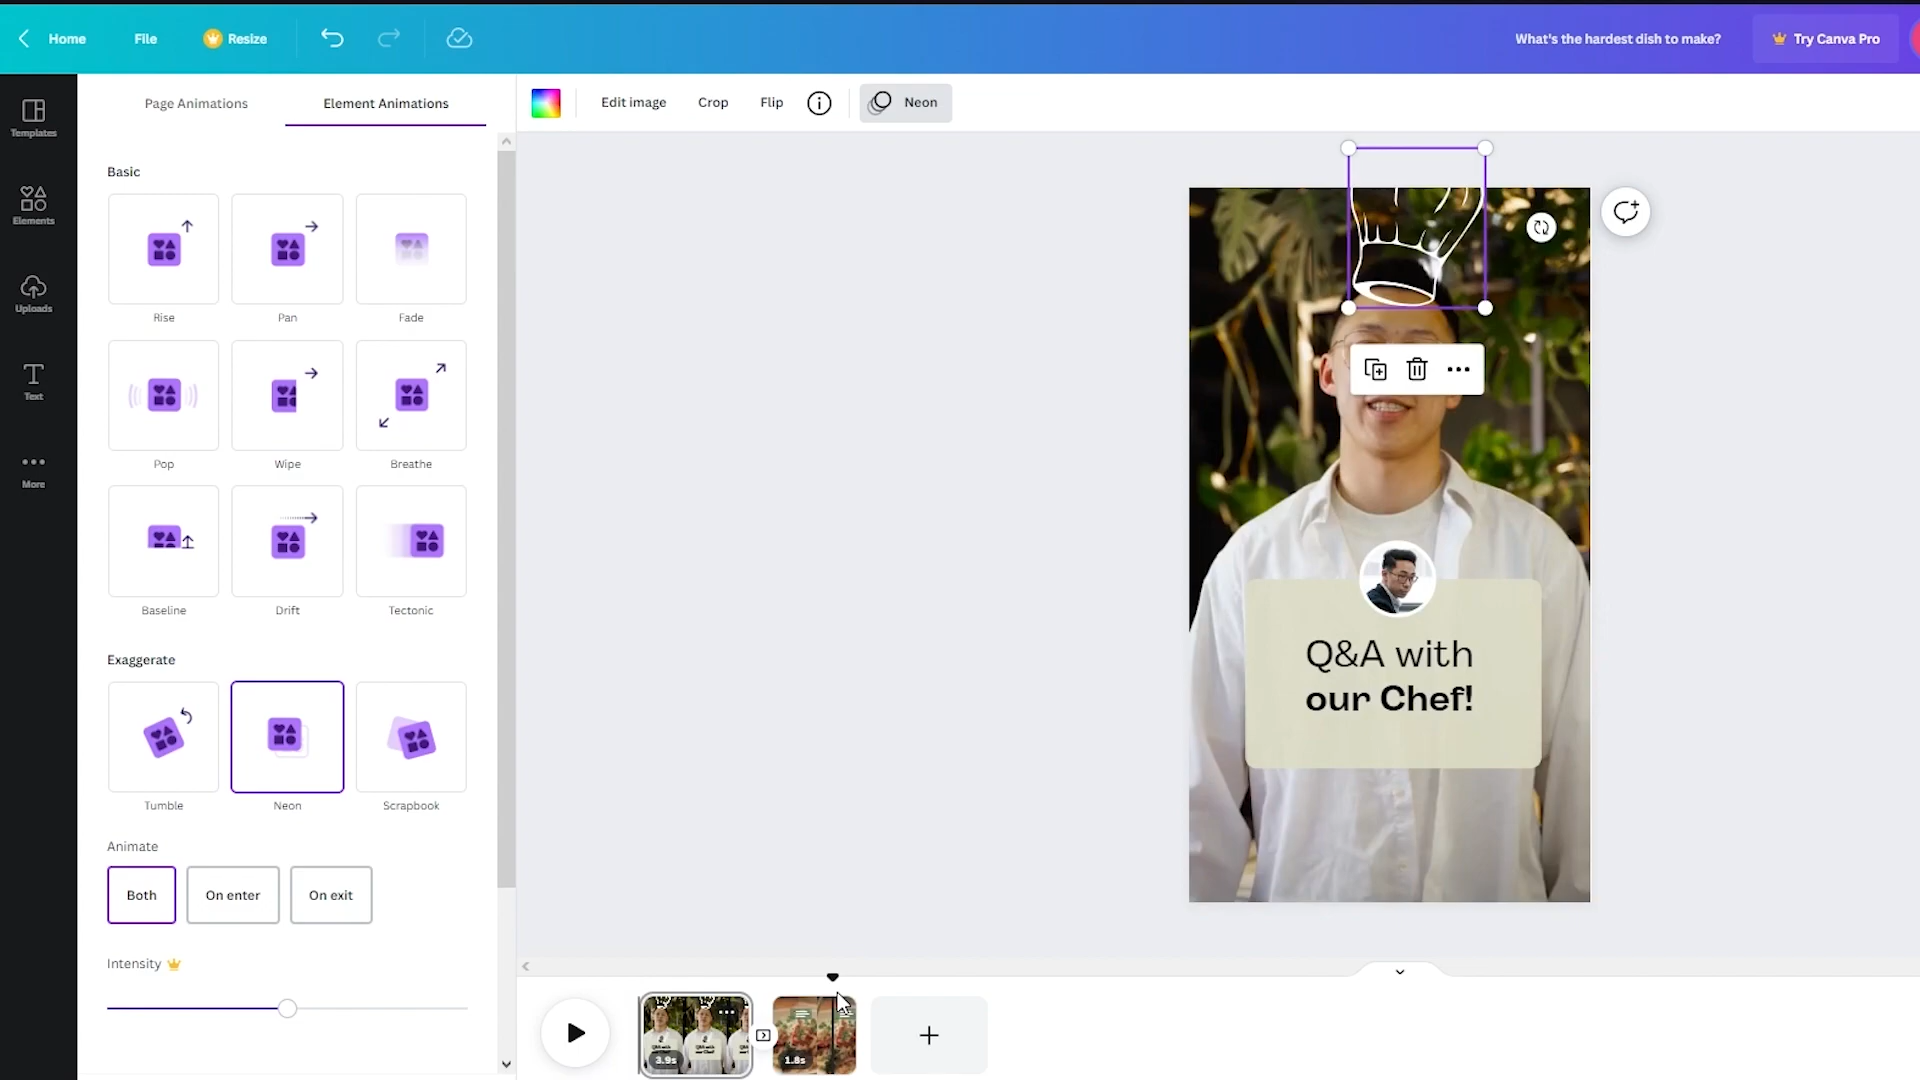 Home
File
Resize
What's the hardest dish to make?
Try Canva Pro
Templates
Elements
Uploads
Text
More
Page Animations
Element Animations
Basic
Rise
Pan
Fade
Pop
Wipe
Breathe
Baseline
Drift
Tectonic
Exaggerate
Tumble
Neon
Scrapbook
Animate
Both
On enter
On exit
Intensity
Edit image
Crop
Flip
Neon
Q&A with
our Chef!
3.9s
1.8s